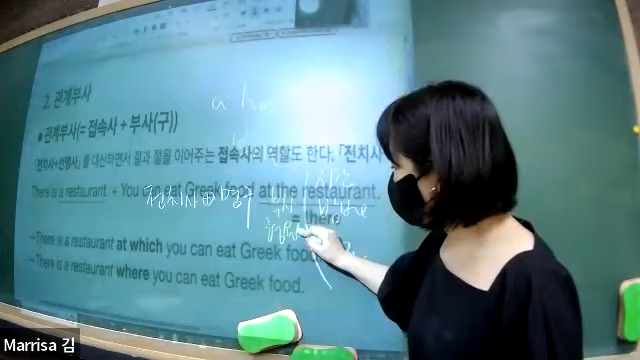 2. 관계부사
● 관계부사(= 접속사 + 부사(구))
「전치사+선행사」를 대신하면서 절과 절을 이어주는 접속사의 역할도 한다. 「전치사
There is a restaurant. + You can eat Greek food at the restaurant.
전치사 명구
부사
= there
→ There is a restaurant at which you can eat Greek food
→ There is a restaurant where you can eat Greek food.
Marrisa 김